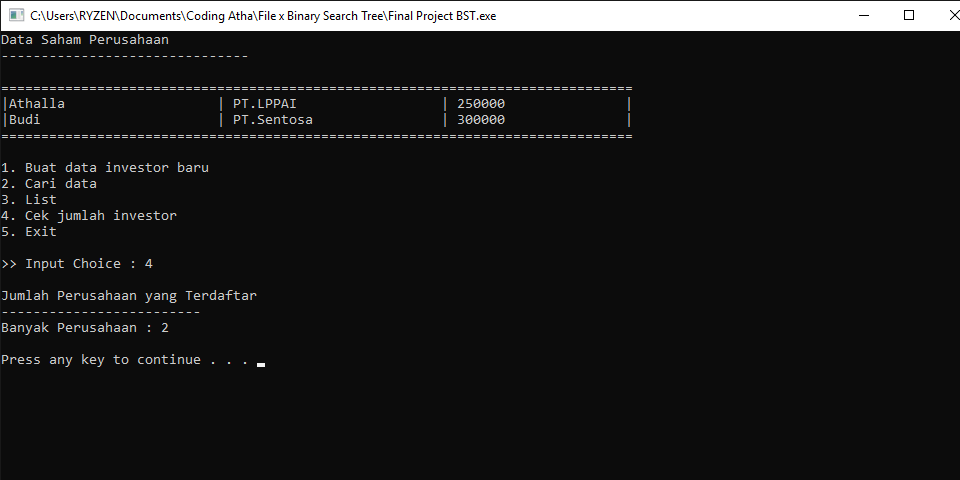 C:\Users\RYZEN\Documents\Coding Atha\File x Binary Search Tree\Final Project BST.exe
Data Saham Perusahaan
-------------------------------
===============================================================================
|Athalla                   | PT.LPPAI                  | 250000               |
|Budi                      | PT.Sentosa                | 300000               |
===============================================================================
1. Buat data investor baru
2. Cari data
3. List
4. Cek jumlah investor
5. Exit
>> Input Choice : 4
Jumlah Perusahaan yang Terdaftar
-------------------------
Banyak Perusahaan : 2
Press any key to continue . . .